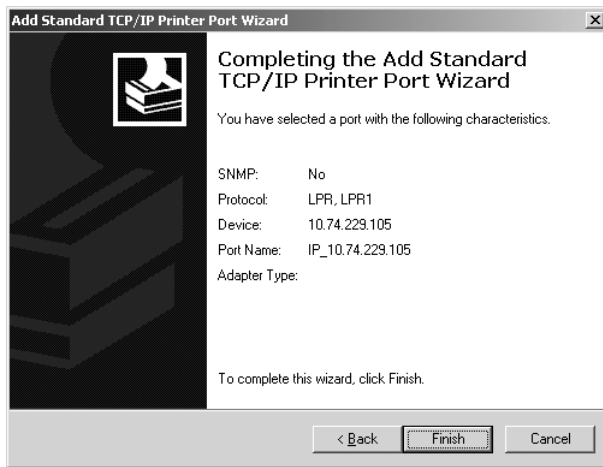 Add Standard TCP/IP Printer Port Wizard
Completing the Add Standard
TCP/IP Printer Port Wizard
You have selected a port with the following characteristics.
SNMP: No
Protocol: LPR, LPR1
Device: 10.74.229.105
Port Name: IP_10.74.229.105
Adapter Type:
To complete this wizard, click Finish.
< Back Finish Cancel